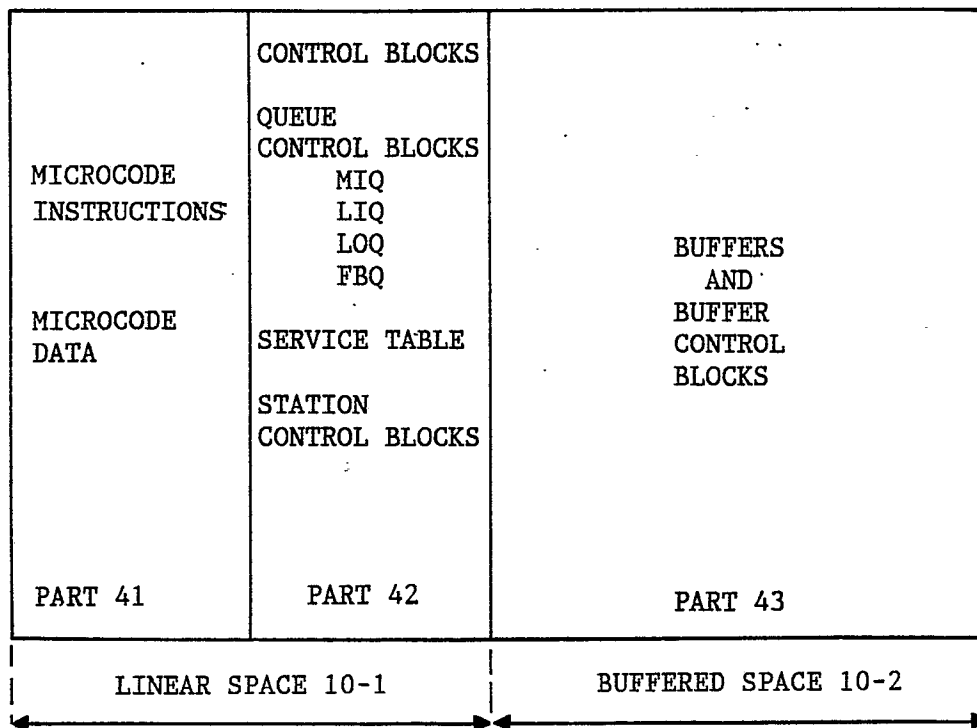 MICROCODE
INSTRUCTIONS
MICROCODE
DATA
PART 41
CONTROL BLOCKS
QUEUE
CONTROL BLOCKS
MIQ
LIQ
LOQ
FBQ
SERVICE TABLE
STATION
CONTROL BLOCKS
PART 42
BUFFERS
AND
BUFFER
CONTROL
BLOCKS
PART 43
LINEAR SPACE 10-1
BUFFERED SPACE 10-2